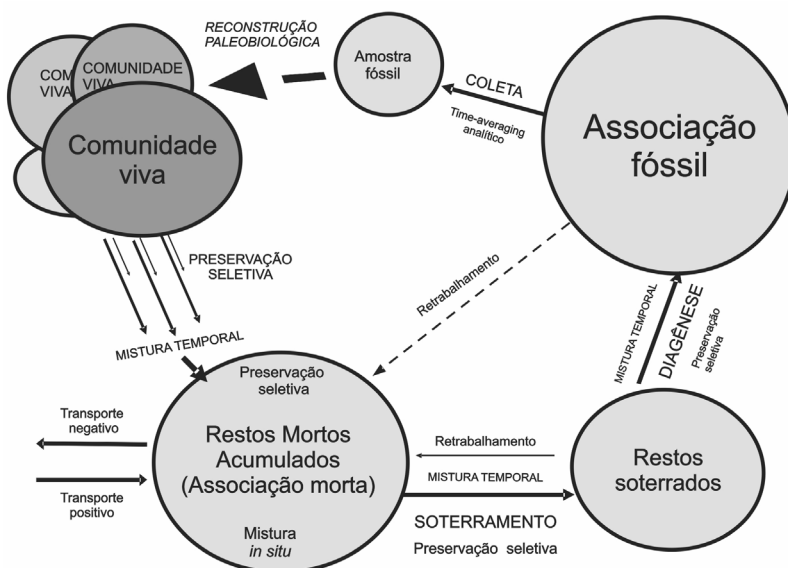 RECONSTRUÇÃO
PALEOBIOLÓGICA
COM
VIVA
COMUNIDADE
VIVA
Comunidade
viva
Amostra
fóssil
COLETA
Time-averaging
analítico
Associação
fóssil
PRESERVAÇÃO
SELETIVA
MISTURA TEMPORAL
Retrabalhamento
MISTURA TEMPORAL
DIAGÊNESE
Preservação
seletiva
Preservação
seletiva
Restos Mortos
Acumulados
(Associação morta)
Mistura
in situ
Transporte
negativo
Transporte
positivo
Retrabalhamento
MISTURA TEMPORAL
SOTERRAMENTO
Preservação seletiva
Restos
soterrados